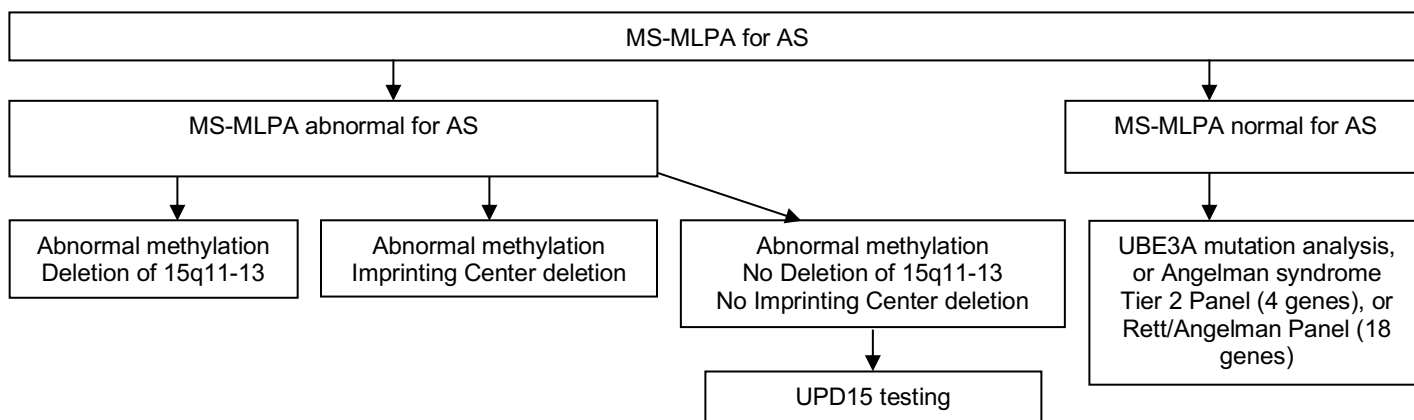 MS-MLPA for AS
MS-MLPA abnormal for AS
MS-MLPA normal for AS
Abnormal methylation
Deletion of 15q11-13
Abnormal methylation
Imprinting Center deletion
Abnormal methylation
No Deletion of 15q11-13
No Imprinting Center deletion
UBE3A mutation analysis,
or Angelman syndrome
Tier 2 Panel (4 genes), or
Rett/Angelman Panel (18
genes)
UPD15 testing